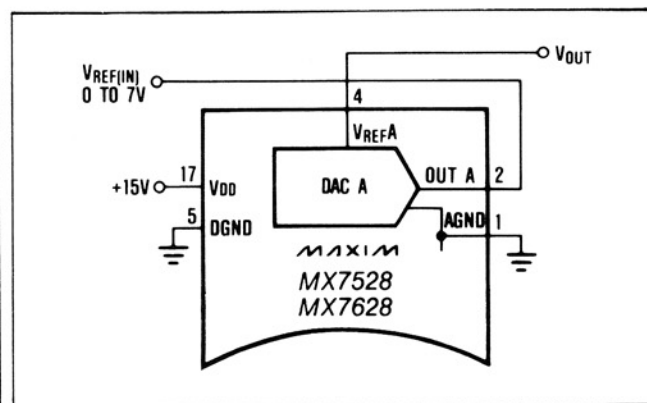 VOUT
VREF(IN)
0 TO 7V
4
VREFA
17
OUT A
2
+15V
VDD
DAC A
5
DGND
AGND
1
MAXIM
MX7528
MX7628